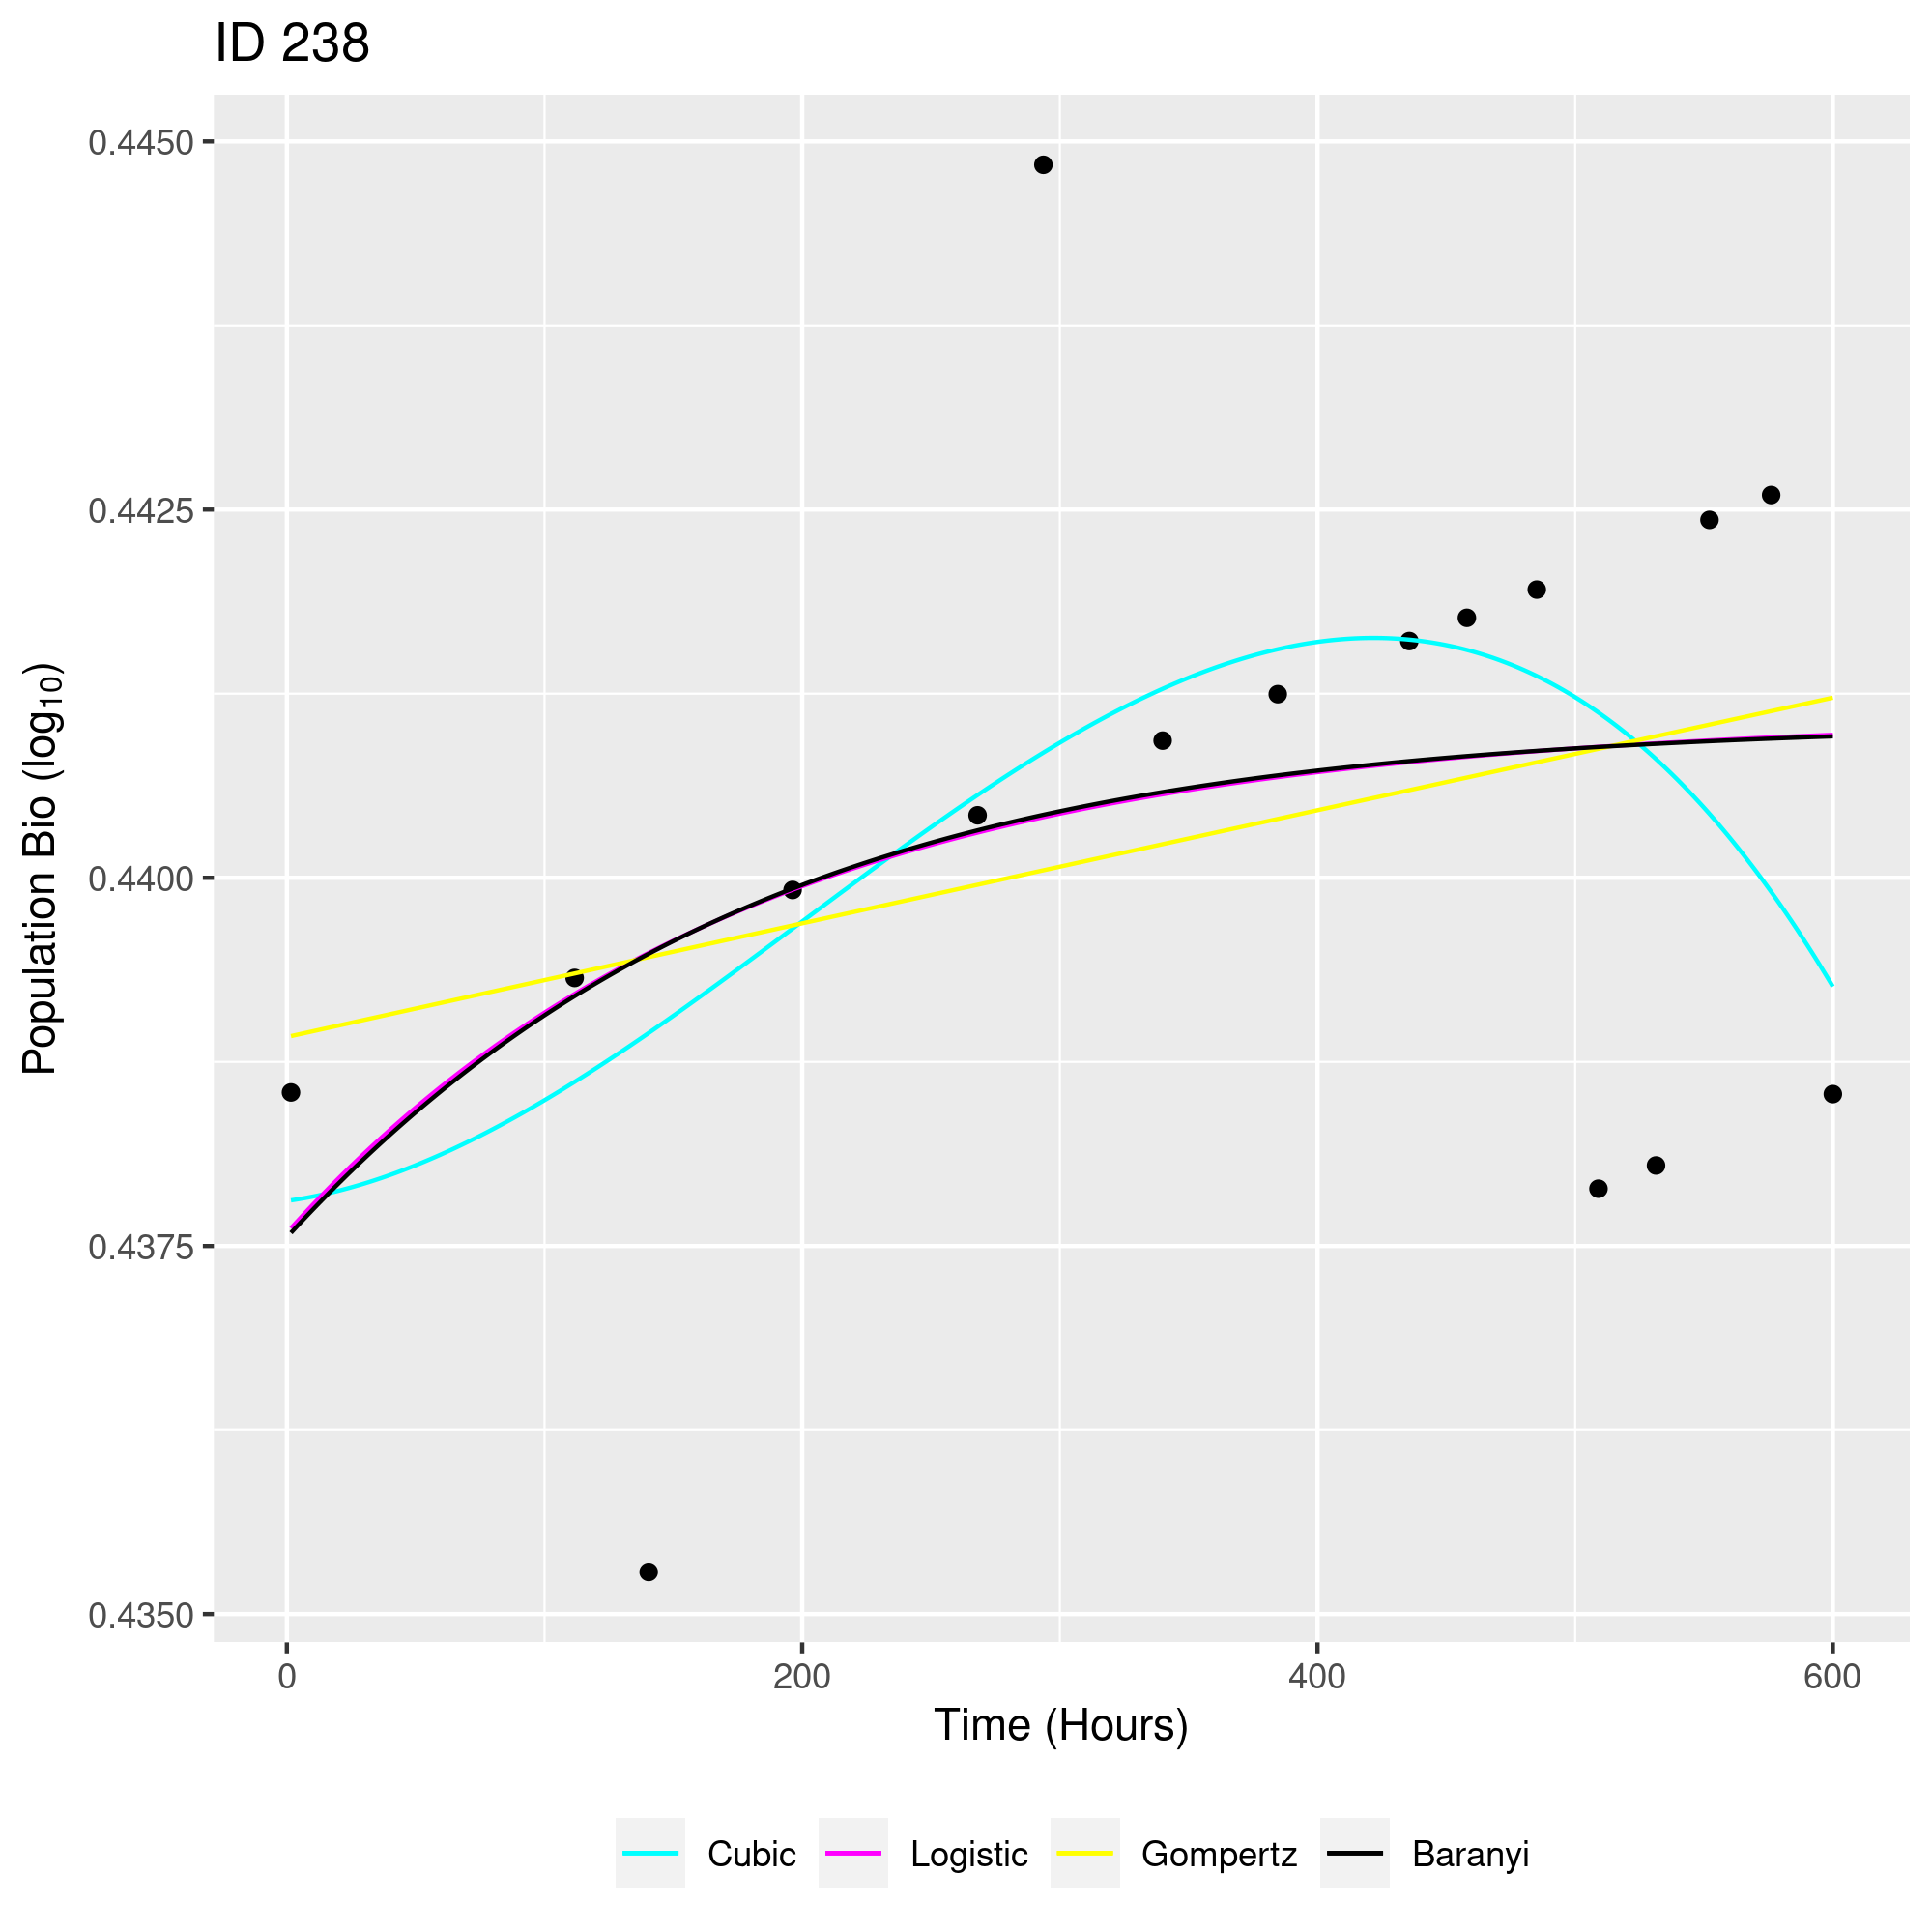 ID 238
Population Bio (log₁₀)
0.4450
0.4425
0.4400
0.4375
0.4350
0 200 400 600
Time (Hours)
Cubic Logistic Gompertz Baranyi